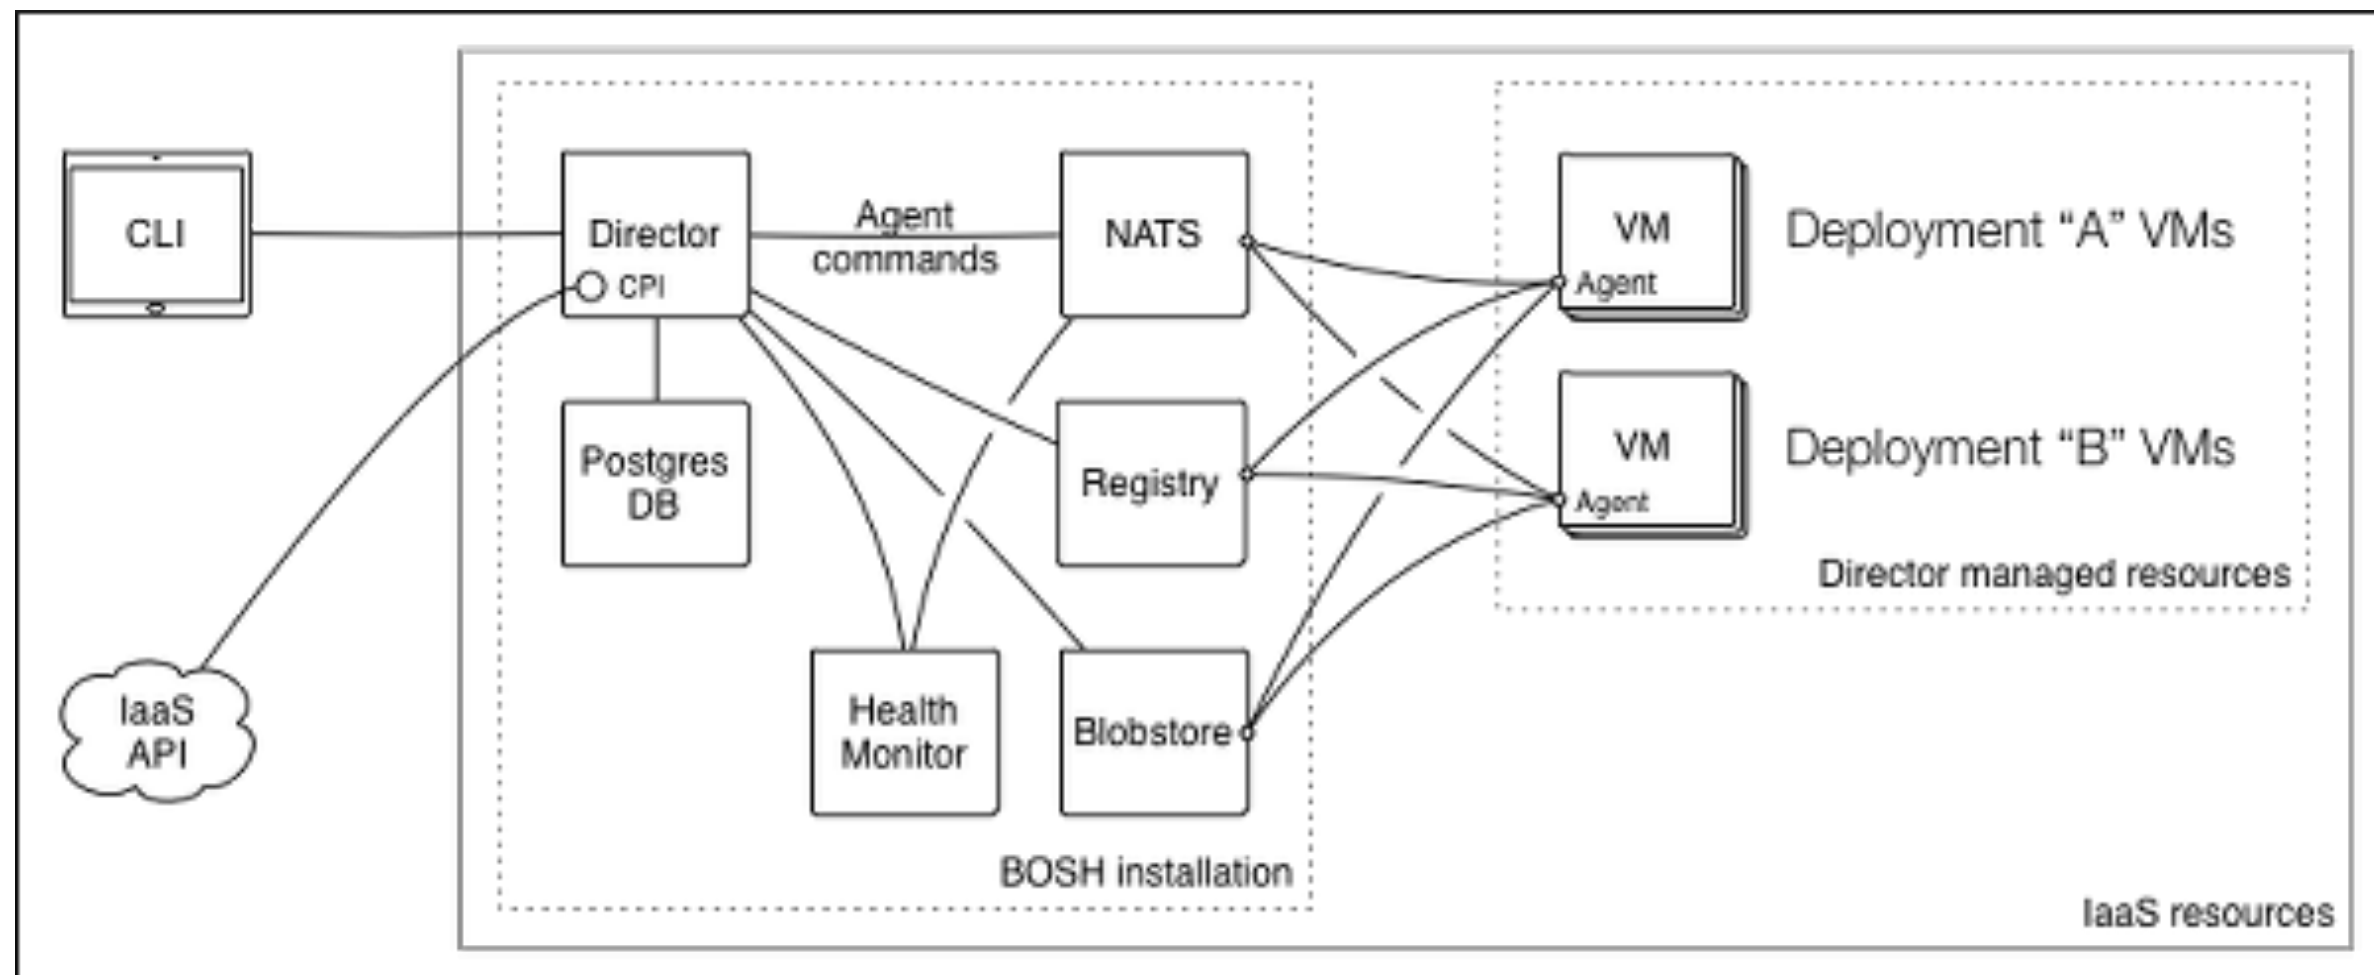 CLI
Director
CPI
Agent
commands
NATS
VM
Agent
Deployment “A” VMs
Postgres
DB
Registry
VM
Agent
Deployment “B” VMs
Director managed resources
IaaS
API
Health
Monitor
Blobstore
BOSH installation
IaaS resources